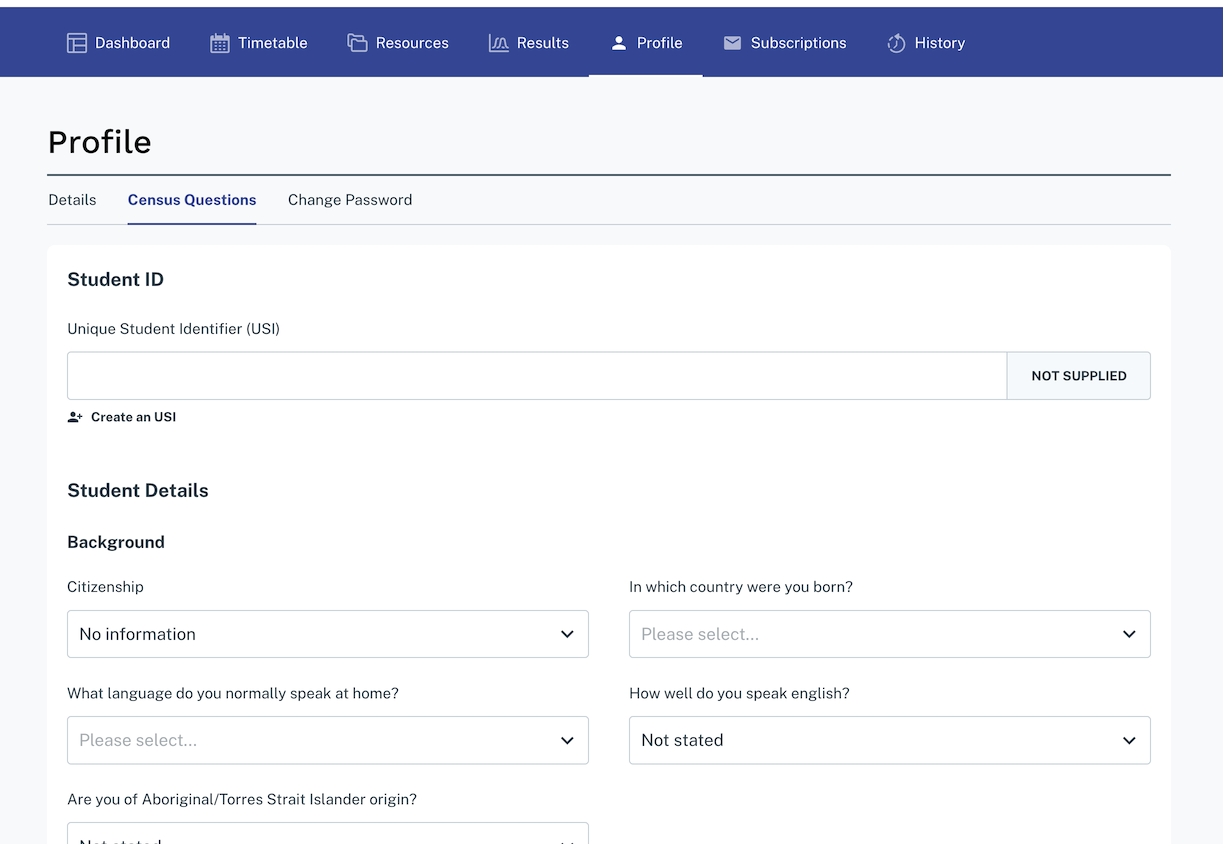 Dashboard Timetable Resources Results Profile Subscriptions History
Profile
Details Census Questions Change Password
Student ID
Unique Student Identifier (USI)
NOT SUPPLIED
Create an USI
Student Details
Background
Citizenship In which country were you born?
No information Please select...
What language do you normally speak at home? How well do you speak english?
Please select... Not stated
Are you of Aboriginal/Torres Strait Islander origin?
Not stated